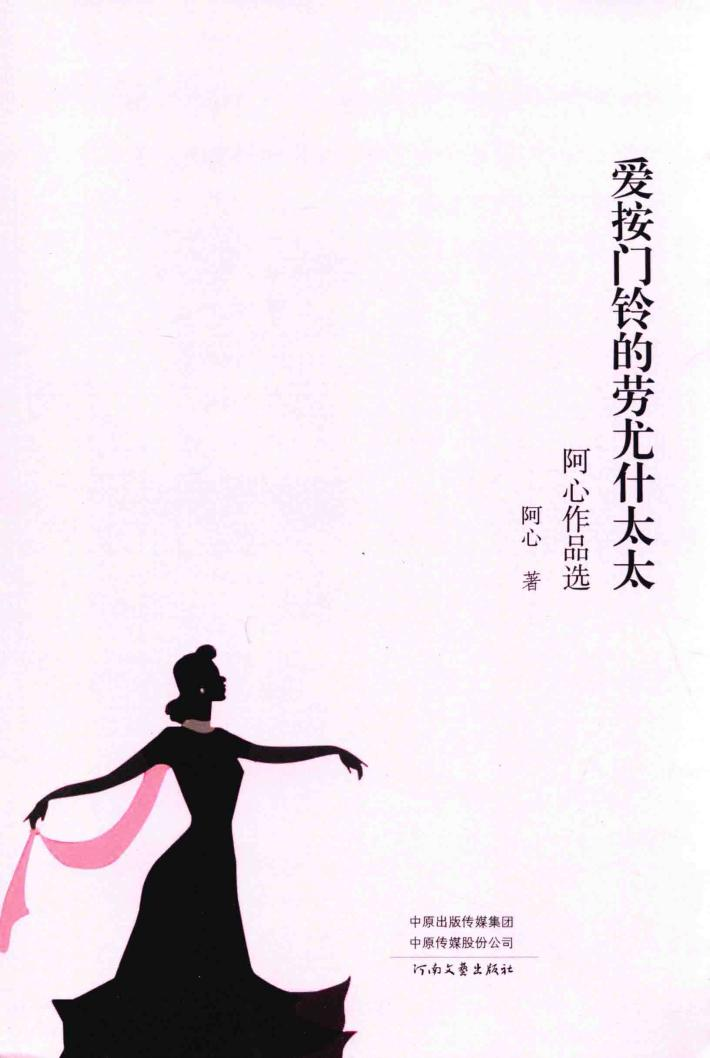 爱按门铃的劳尤什太太
阿心作品选
阿心 著
中原出版传媒集团
中原传媒股份公司
河南文艺出版社